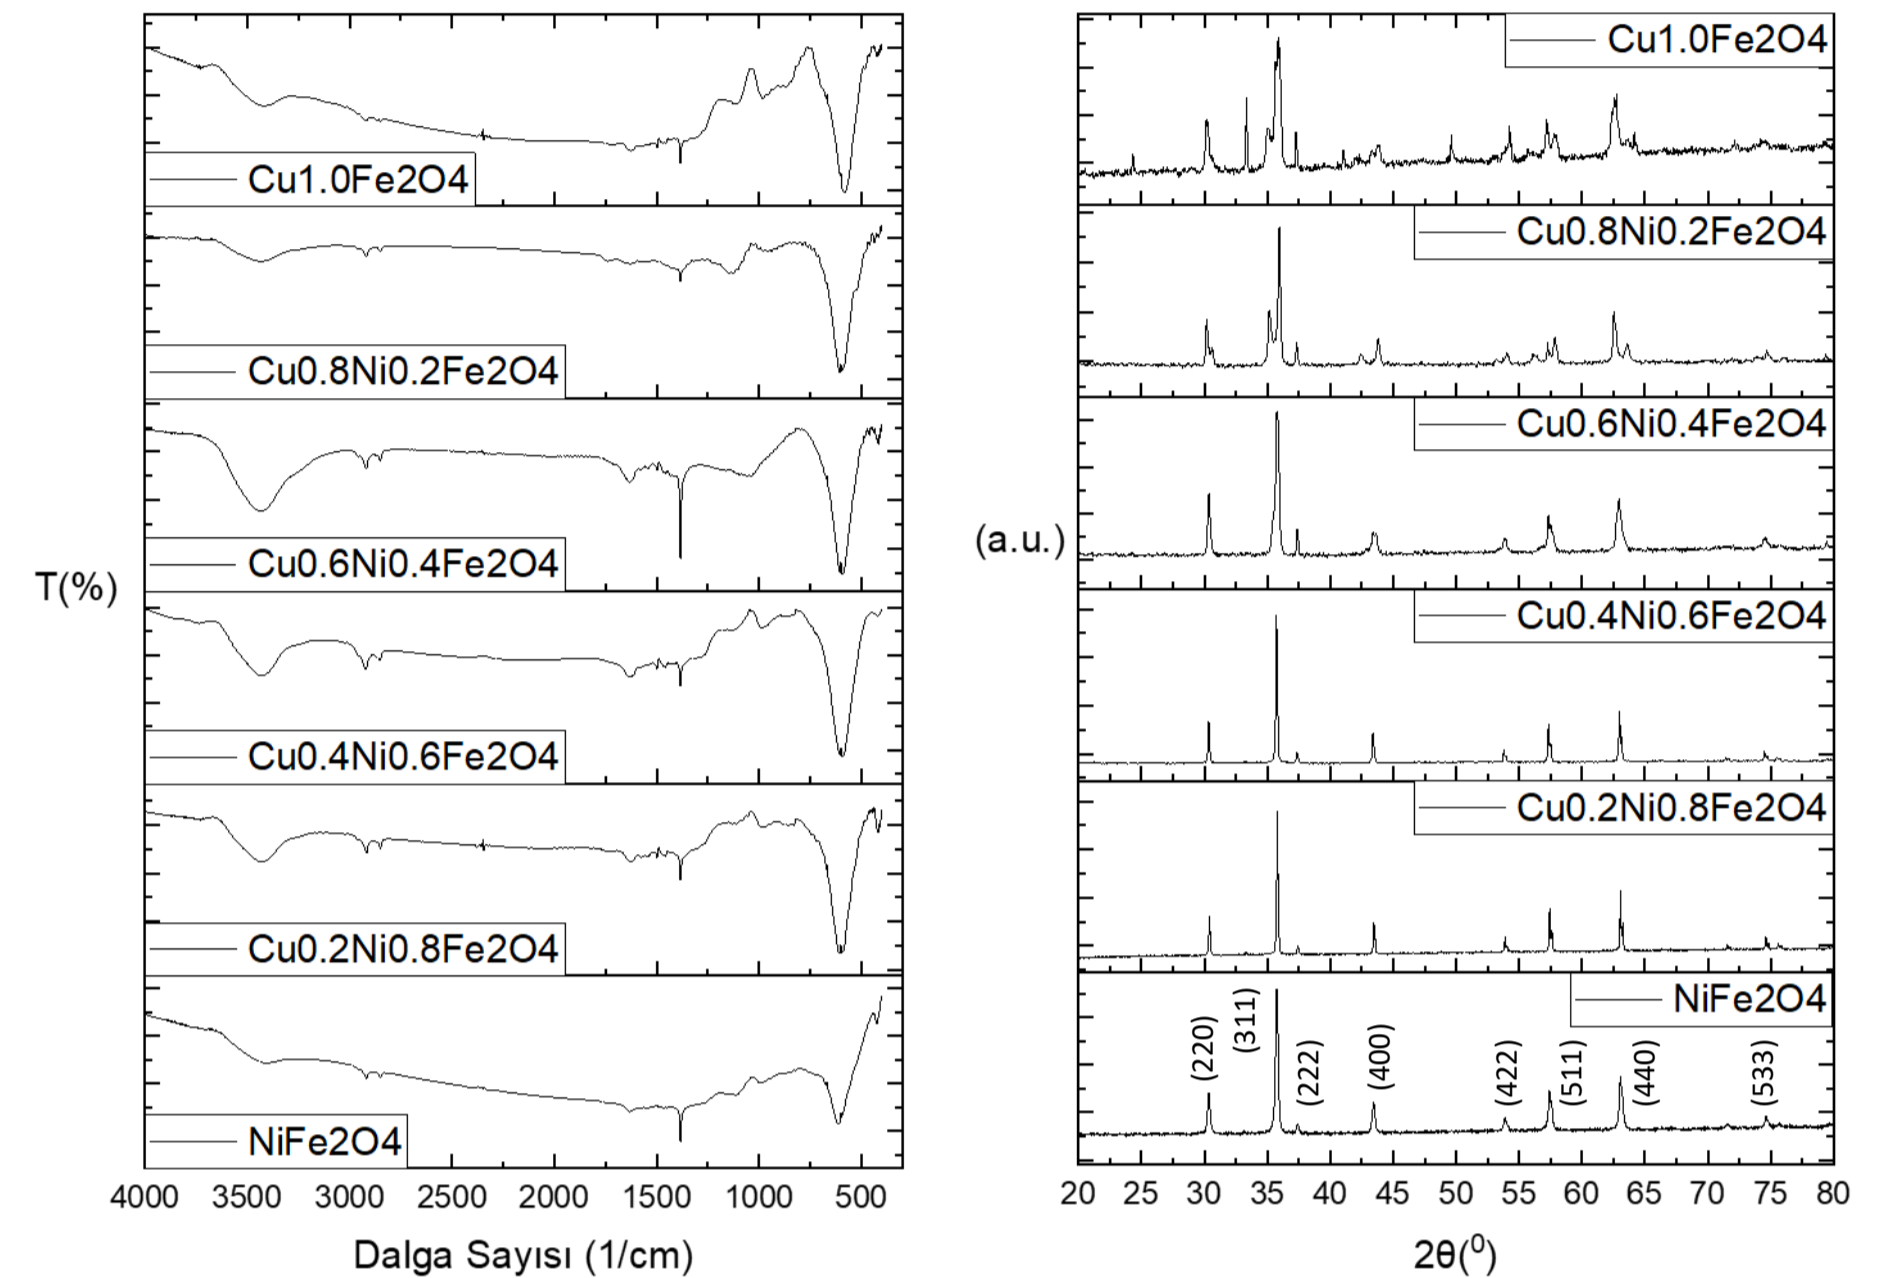 T(%)
Cu1.0Fe2O4
Cu0.8Ni0.2Fe2O4
Cu0.6Ni0.4Fe2O4
Cu0.4Ni0.6Fe2O4
Cu0.2Ni0.8Fe2O4
NiFe2O4
4000 3500 3000 2500 2000 1500 1000 500
Dalga Sayısı (1/cm)
(a.u.)
Cu1.0Fe2O4
Cu0.8Ni0.2Fe2O4
Cu0.6Ni0.4Fe2O4
Cu0.4Ni0.6Fe2O4
Cu0.2Ni0.8Fe2O4
NiFe2O4
(220) (311) (222) (400) (422) (511) (440) (533)
20 25 30 35 40 45 50 55 60 65 70 75 80
2θ(⁰)